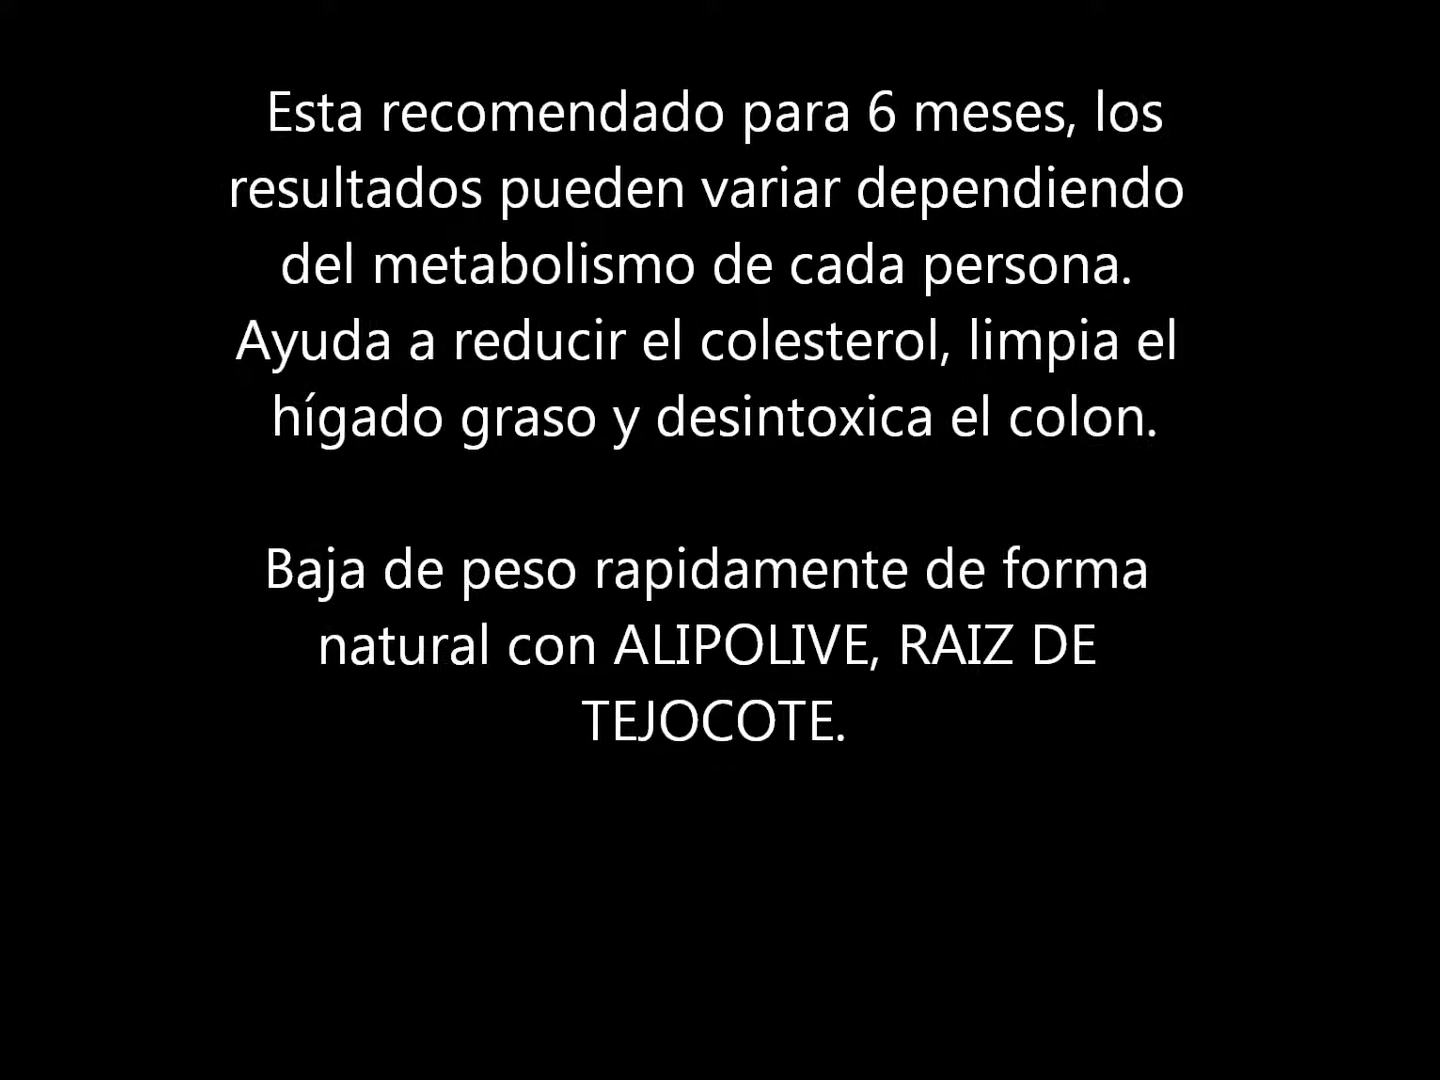 Esta recomendado para 6 meses, los
resultados pueden variar dependiendo
del metabolismo de cada persona.
Ayuda a reducir el colesterol, limpia el
hígado graso y desintoxica el colon.
Baja de peso rapidamente de forma
natural con ALIPOLIVE, RAIZ DE
TEJOCOTE.